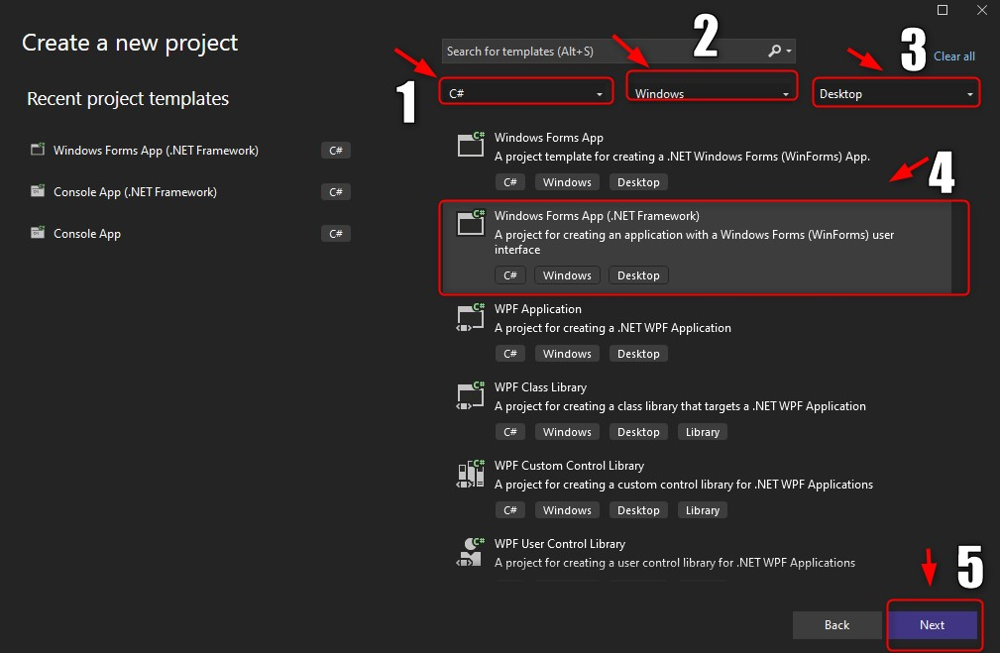 Create a new project
Search for templates (Alt+S)
2
3
Clear all
Recent project templates
1
C#
Windows
Desktop
Windows Forms App (.NET Framework)
C#
Console App (.NET Framework)
C#
Console App
C#
C#
Windows Forms App
A project template for creating a .NET Windows Forms (WinForms) App.
C#
Windows
Desktop
4
C#
Windows Forms App (.NET Framework)
A project for creating an application with a Windows Forms (WinForms) user
interface
C#
Windows
Desktop
C#
WPF Application
A project for creating a .NET WPF Application
C#
Windows
Desktop
C#
WPF Class Library
A project for creating a class library that targets a .NET WPF Application
C#
Windows
Desktop
Library
C#
WPF Custom Control Library
A project for creating a custom control library for .NET WPF Applications
C#
Windows
Desktop
Library
C#
WPF User Control Library
A project for creating a user control library for .NET WPF Applications
5
Back
Next